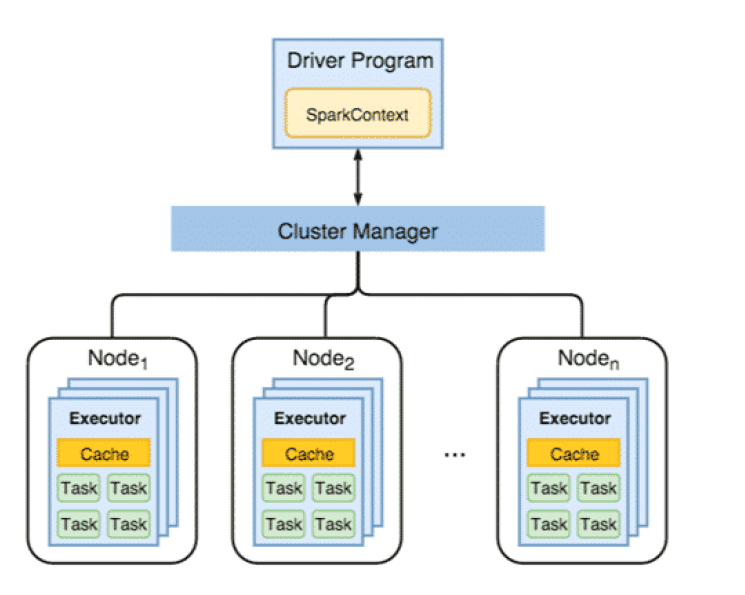 Driver Program
SparkContext
Cluster Manager
Node1
Executor
Cache
Task Task
Task Task
Node2
Executor
Cache
Task Task
Task Task
...
Noden
Executor
Cache
Task Task
Task Task